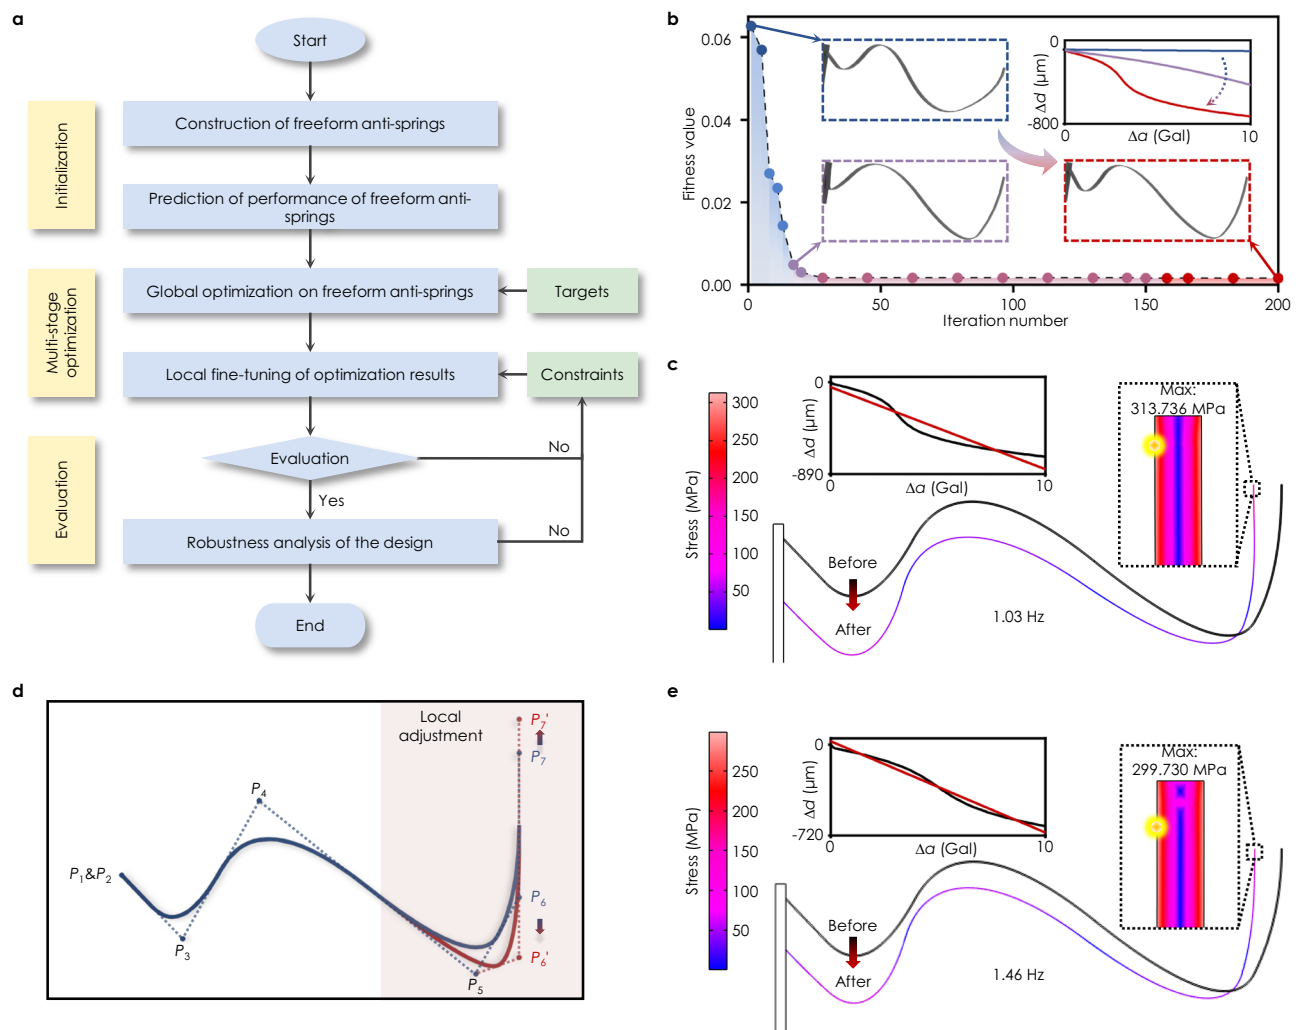 a
Start
Initialization
Construction of freeform anti-springs
Prediction of performance of freeform anti-
springs
Multi-stage
optimization
Global optimization on freeform anti-springs
Targets
Local fine-tuning of optimization results
Constraints
Evaluation
Evaluation
No
Yes
Robustness analysis of the design
No
End
b
Fitness value
0.06
0.04
0.02
0.00
0
50
100
150
200
Iteration number
Δd (μm)
0
-800
0
10
Δa (Gal)
c
Stress (MPa)
300
250
200
150
100
50
Δd (μm)
0
-890
0
10
Δa (Gal)
Max:
313.736 MPa
Before
After
1.03 Hz
d
Local
adjustment
P7'
P7
P4
P1&P2
P6
P3
P6'
P5
e
Stress (MPa)
250
200
150
100
50
Δd (μm)
0
-720
0
10
Δa (Gal)
Max:
299.730 MPa
Before
After
1.46 Hz